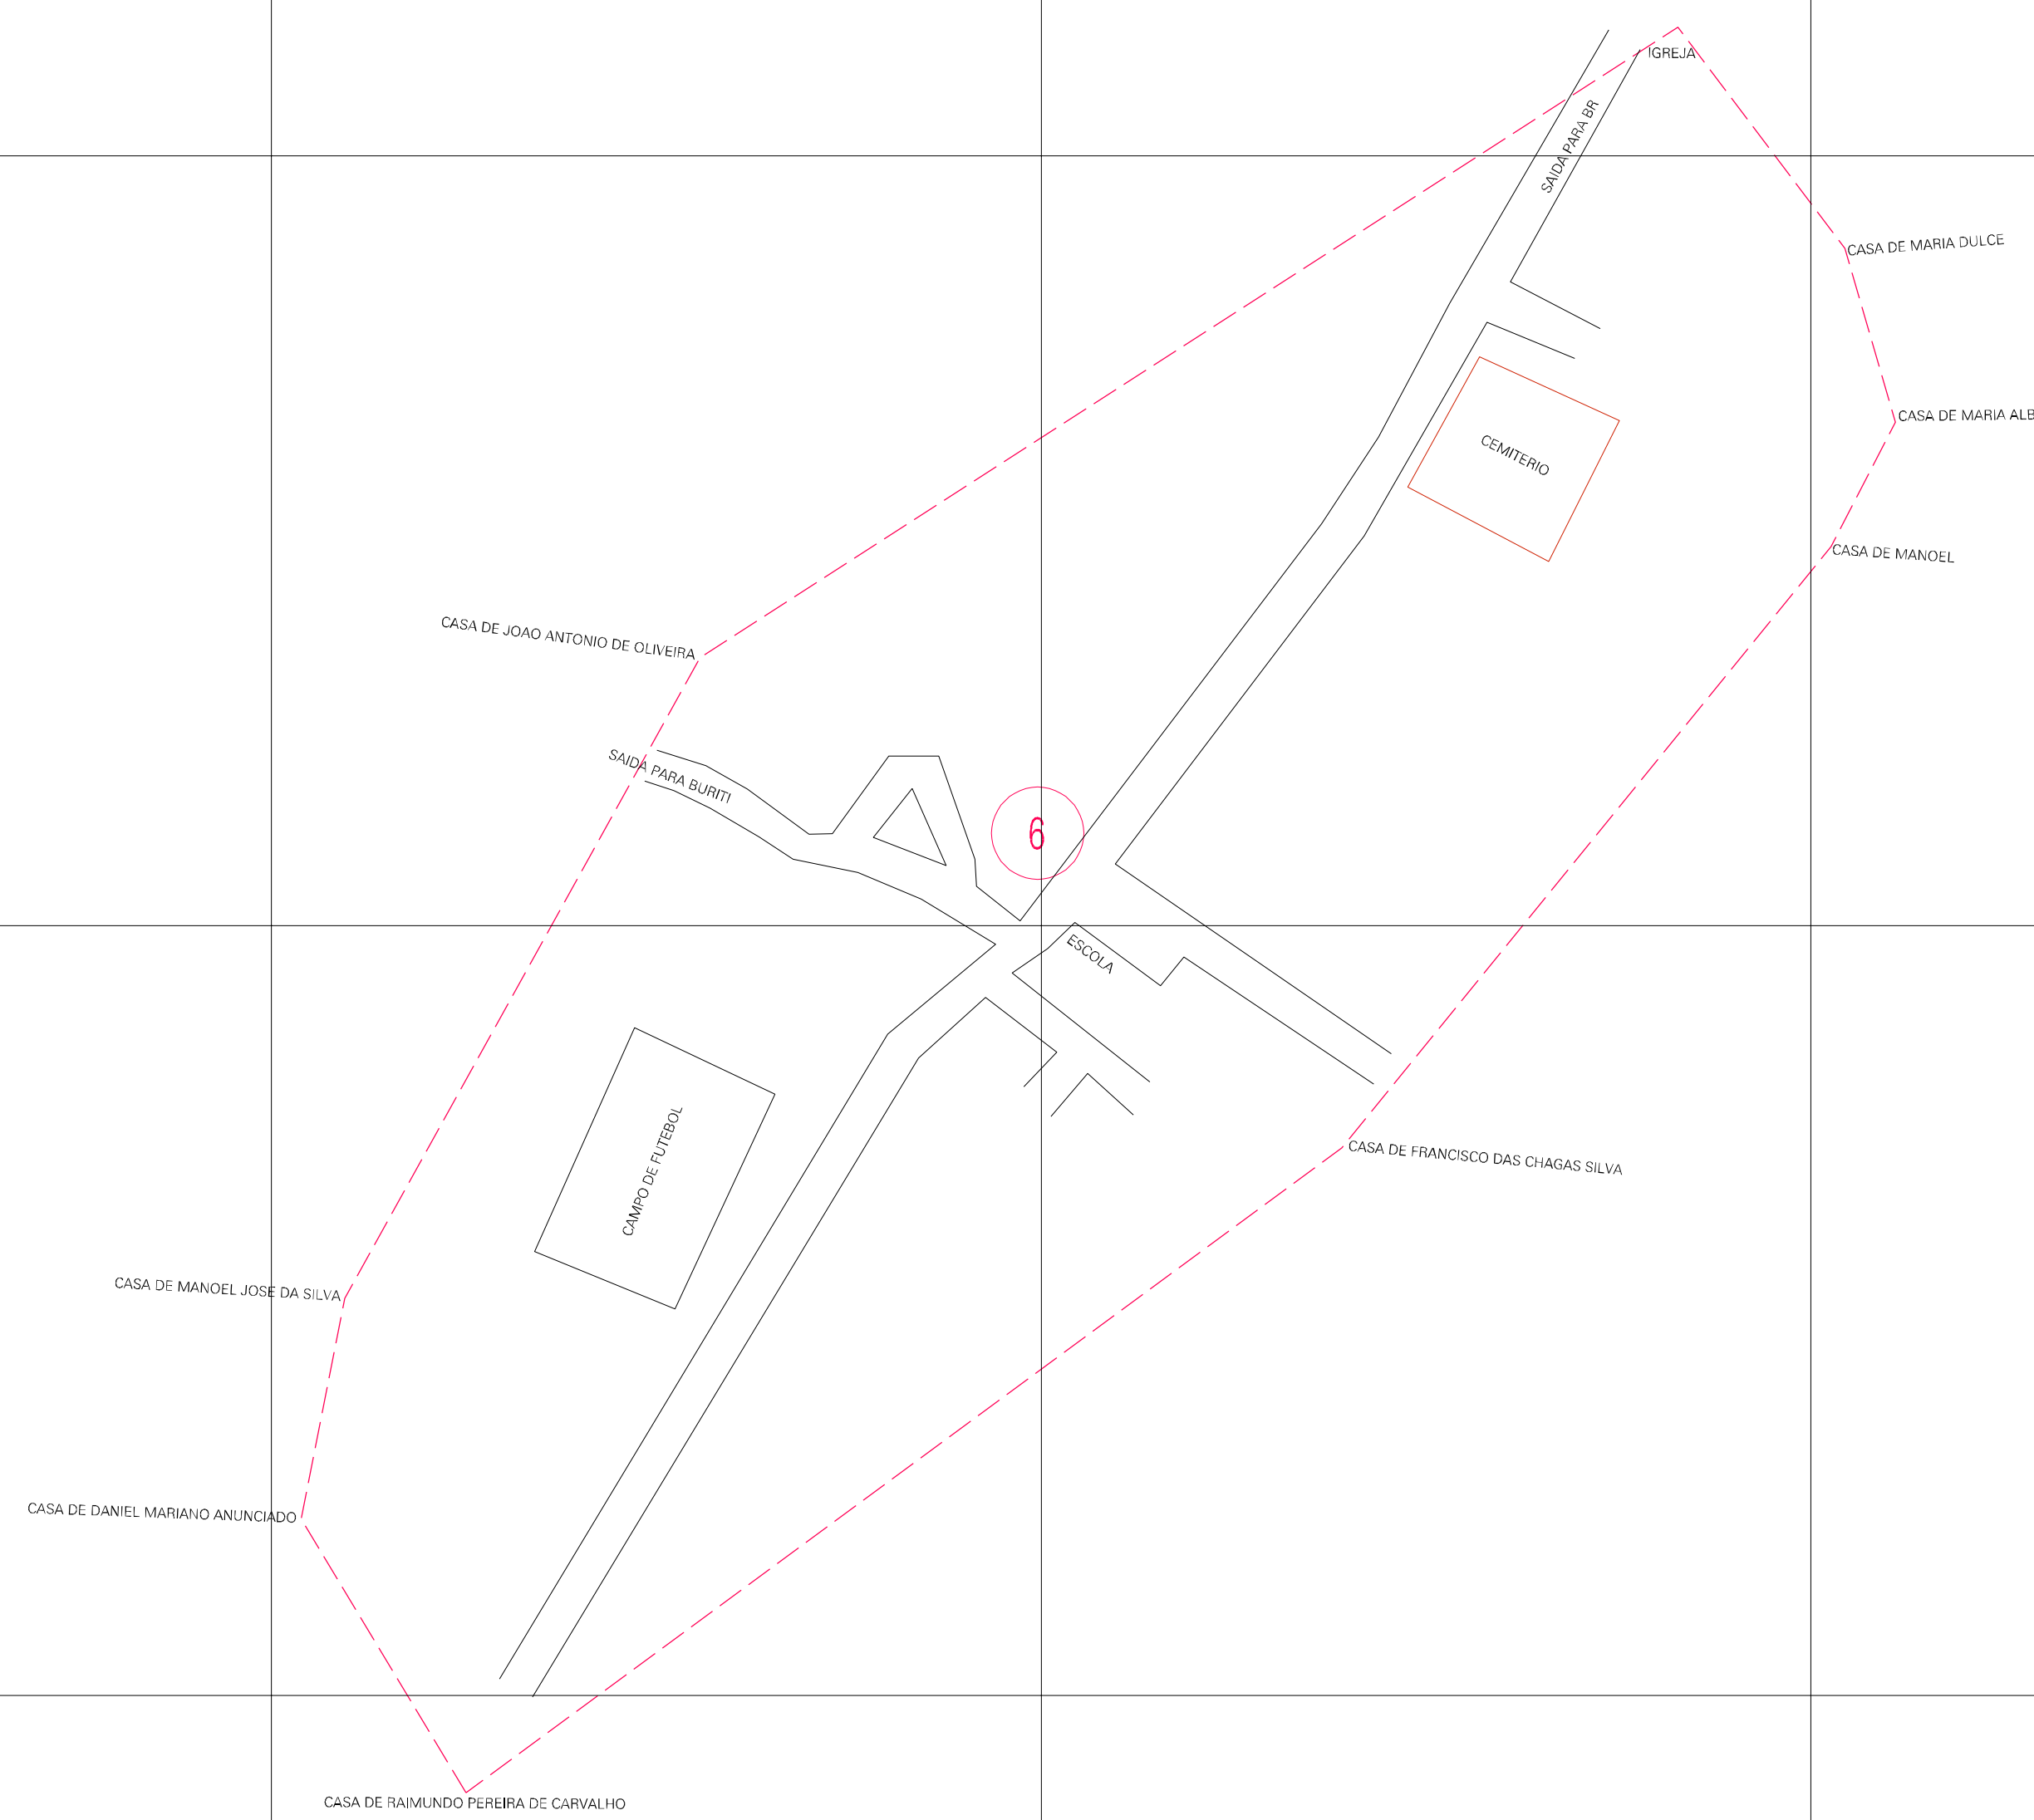 IGREJA
SAIDA PARA BR
CASA DE MARIA DULCE
CASA DE MARIA ALB
CEMITERIO
CASA DE MANOEL
CASA DE JOAO ANTONIO DE OLIVEIRA
SAIDA PARA BURITI
6
ESCOLA
CAMPO DE FUTEBOL
CASA DE FRANCISCO DAS CHAGAS SILVA
CASA DE MANOEL JOSE DA SILVA
CASA DE DANIEL MARIANO ANUNCIADO
CASA DE RAIMUNDO PEREIRA DE CARVALHO